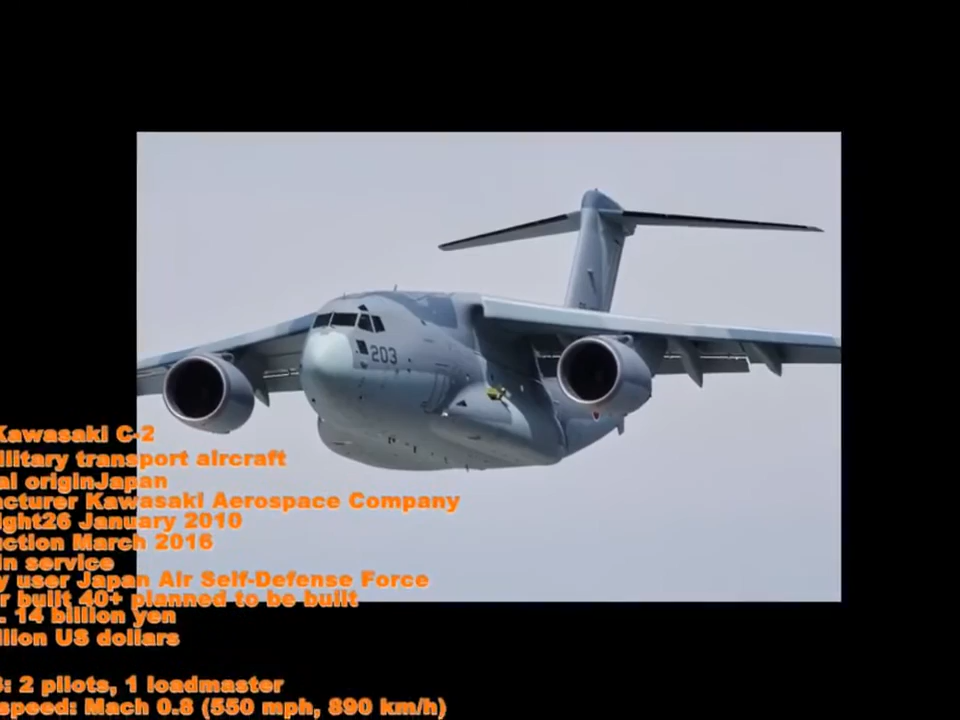 203
Kawasaki C-2
ilitary transport aircraft
al originJapan
acturer Kawasaki Aerospace Company
ight26 January 2010
uction March 2016
in service
y user Japan Air Self-Defense Force
r built 40+ planned to be built
. 14 billion yen
llion US dollars
: 2 pilots, 1 loadmaster
speed: Mach 0.8 (550 mph, 890 km/h)